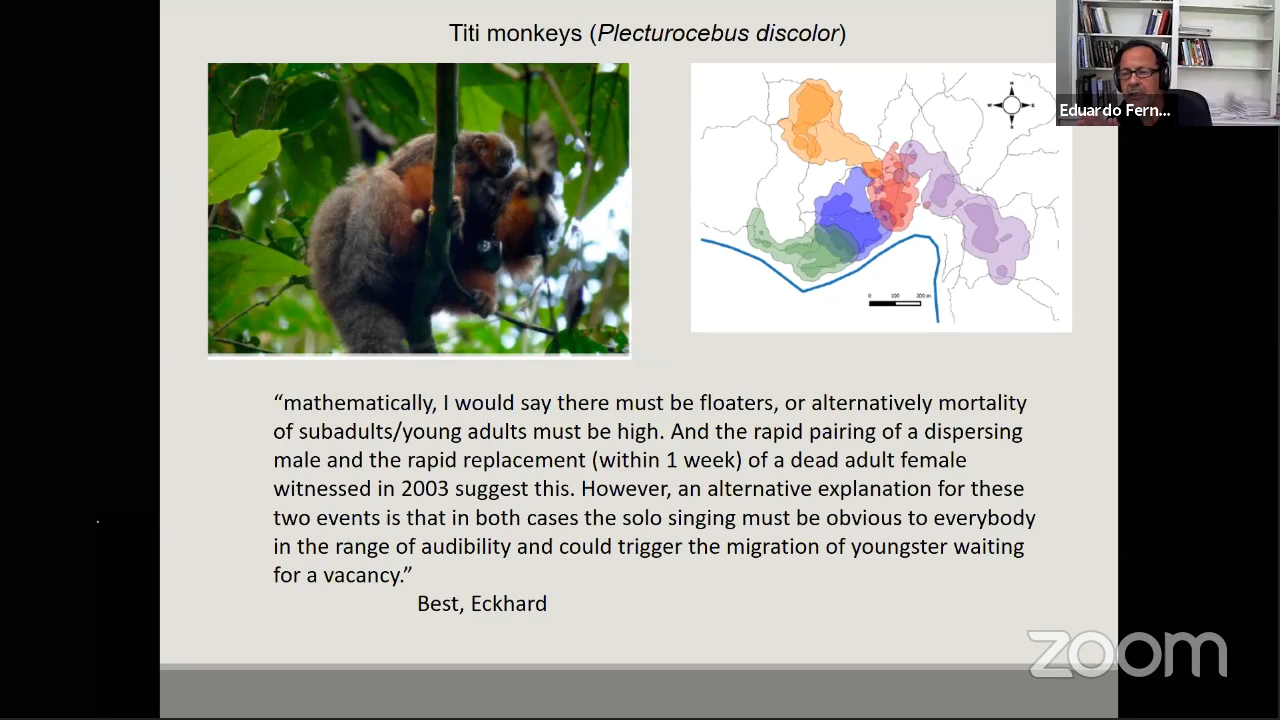 Titi monkeys (Plecturocebus discolor)
Eduardo Fern...
0 100 200 m
“mathematically, I would say there must be floaters, or alternatively mortality
of subadults/young adults must be high. And the rapid pairing of a dispersing
male and the rapid replacement (within 1 week) of a dead adult female
witnessed in 2003 suggest this. However, an alternative explanation for these
two events is that in both cases the solo singing must be obvious to everybody
in the range of audibility and could trigger the migration of youngster waiting
for a vacancy.”
Best, Eckhard
zoom